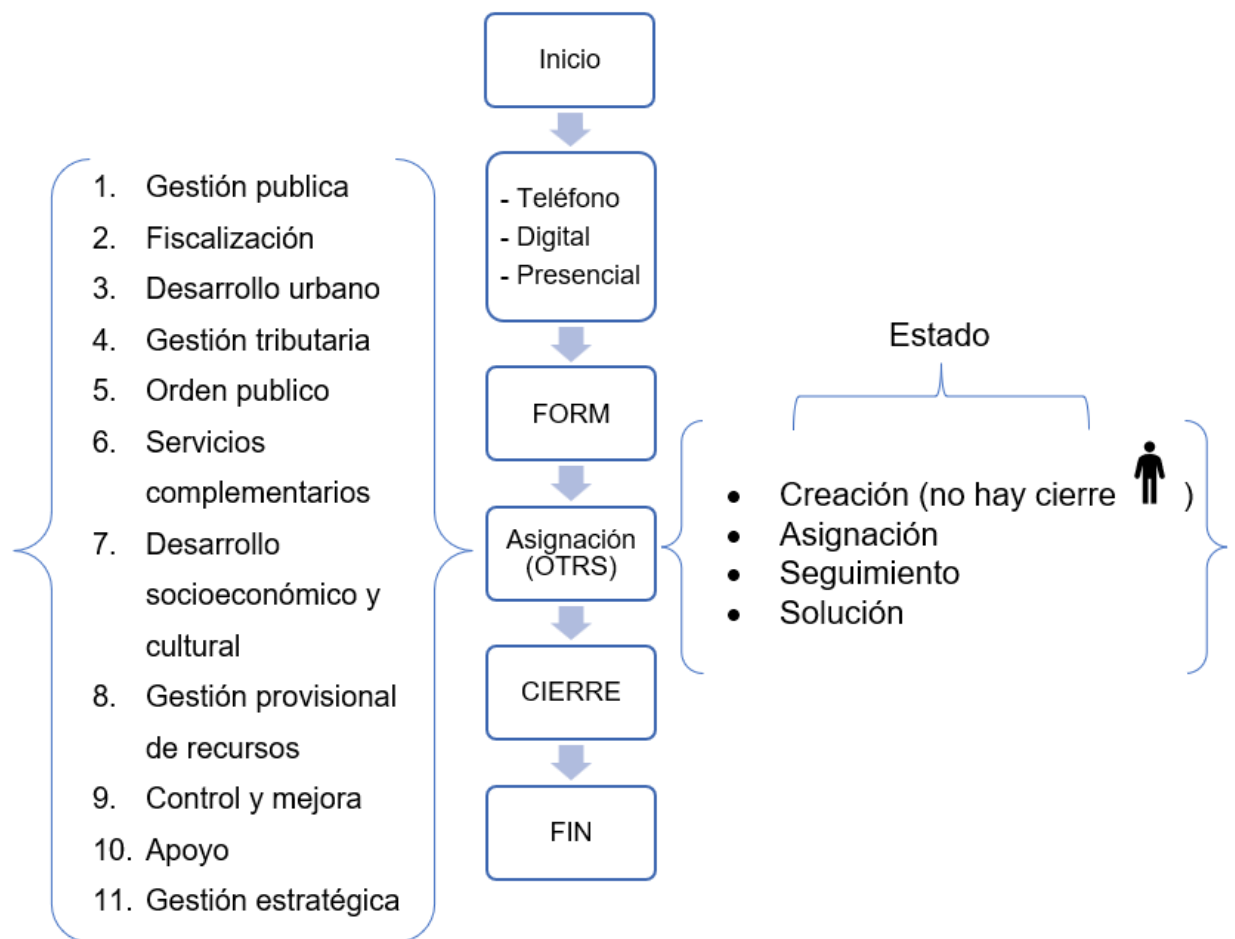 Inicio
- Teléfono
- Digital
- Presencial
FORM
Asignación
(OTRS)
CIERRE
FIN
1. Gestión publica
2. Fiscalización
3. Desarrollo urbano
4. Gestión tributaria
5. Orden publico
6. Servicios
complementarios
7. Desarrollo
socioeconómico y
cultural
8. Gestión provisional
de recursos
9. Control y mejora
10. Apoyo
11. Gestión estratégica
Estado
● Creación (no hay cierre )
● Asignación
● Seguimiento
● Solución